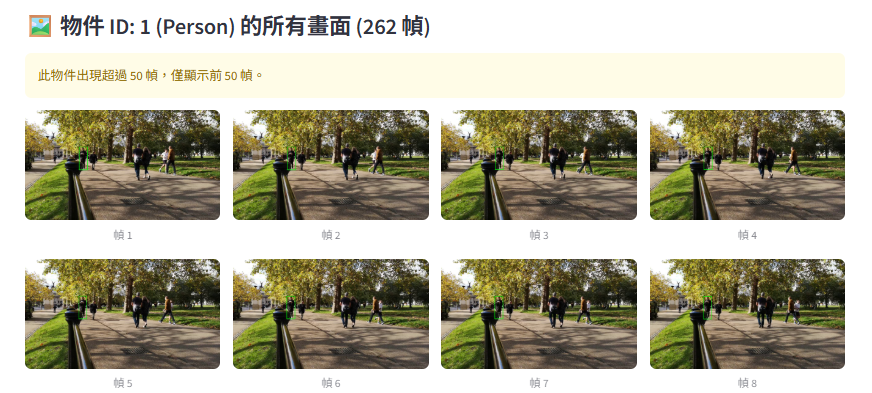 物件 ID: 1 (Person) 的所有畫面 (262 幀)
此物件出現超過 50 幀，僅顯示前 50 幀。
幀 1
幀 2
幀 3
幀 4
幀 5
幀 6
幀 7
幀 8